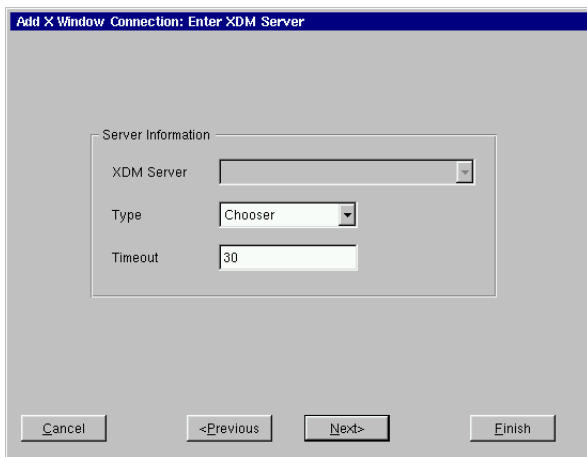 Add X Window Connection: Enter XDM Server
Server Information
XDM Server
Type Chooser
Timeout 30
Cancel <Previous Next> Finish